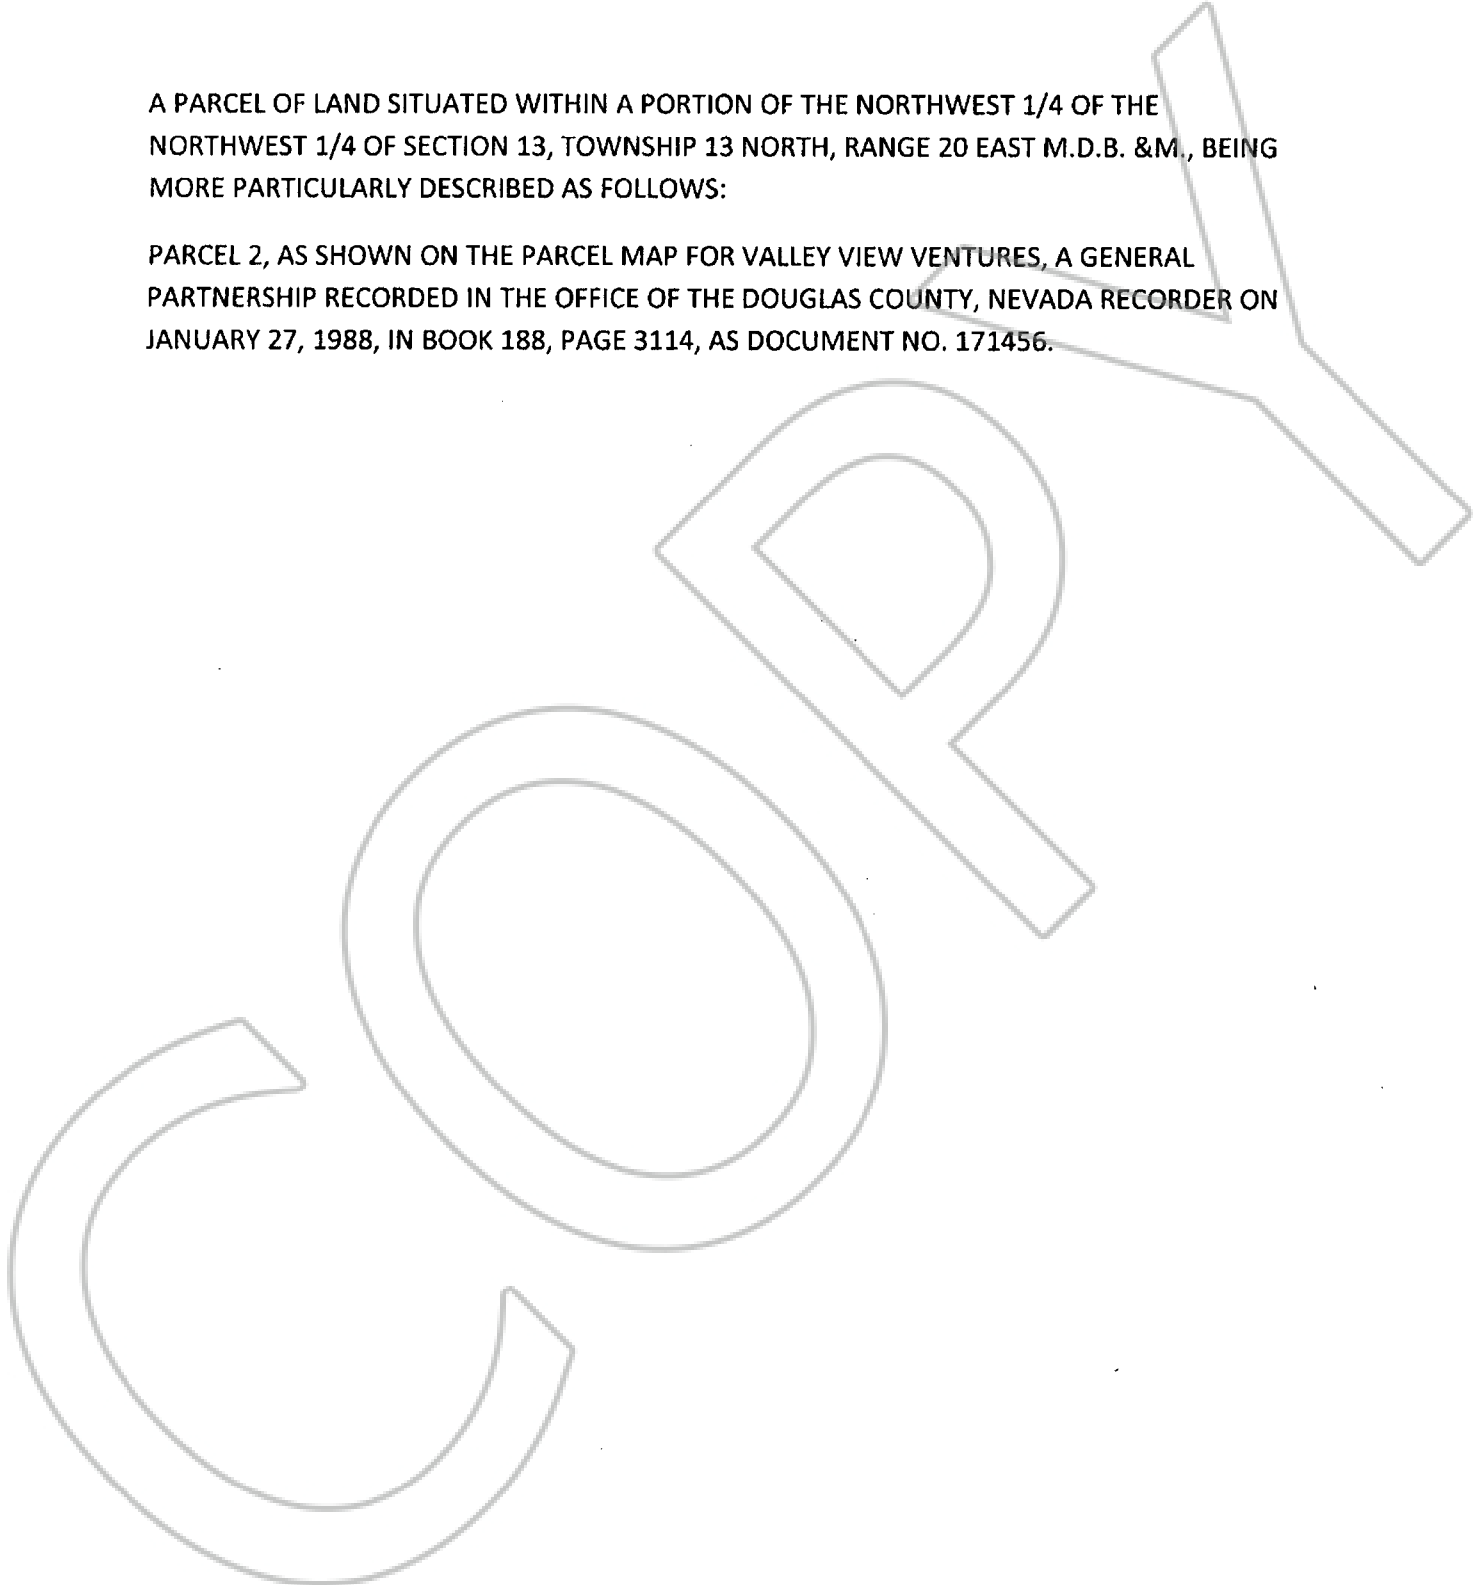 A PARCEL OF LAND SITUATED WITHIN A PORTION OF THE NORTHWEST 1/4 OF THE
NORTHWEST 1/4 OF SECTION 13, TOWNSHIP 13 NORTH, RANGE 20 EAST M.D.B. &M., BEING
MORE PARTICULARLY DESCRIBED AS FOLLOWS:
PARCEL 2, AS SHOWN ON THE PARCEL MAP FOR VALLEY VIEW VENTURES, A GENERAL
PARTNERSHIP RECORDED IN THE OFFICE OF THE DOUGLAS COUNTY, NEVADA RECORDER ON
JANUARY 27, 1988, IN BOOK 188, PAGE 3114, AS DOCUMENT NO. 171456.
COPY